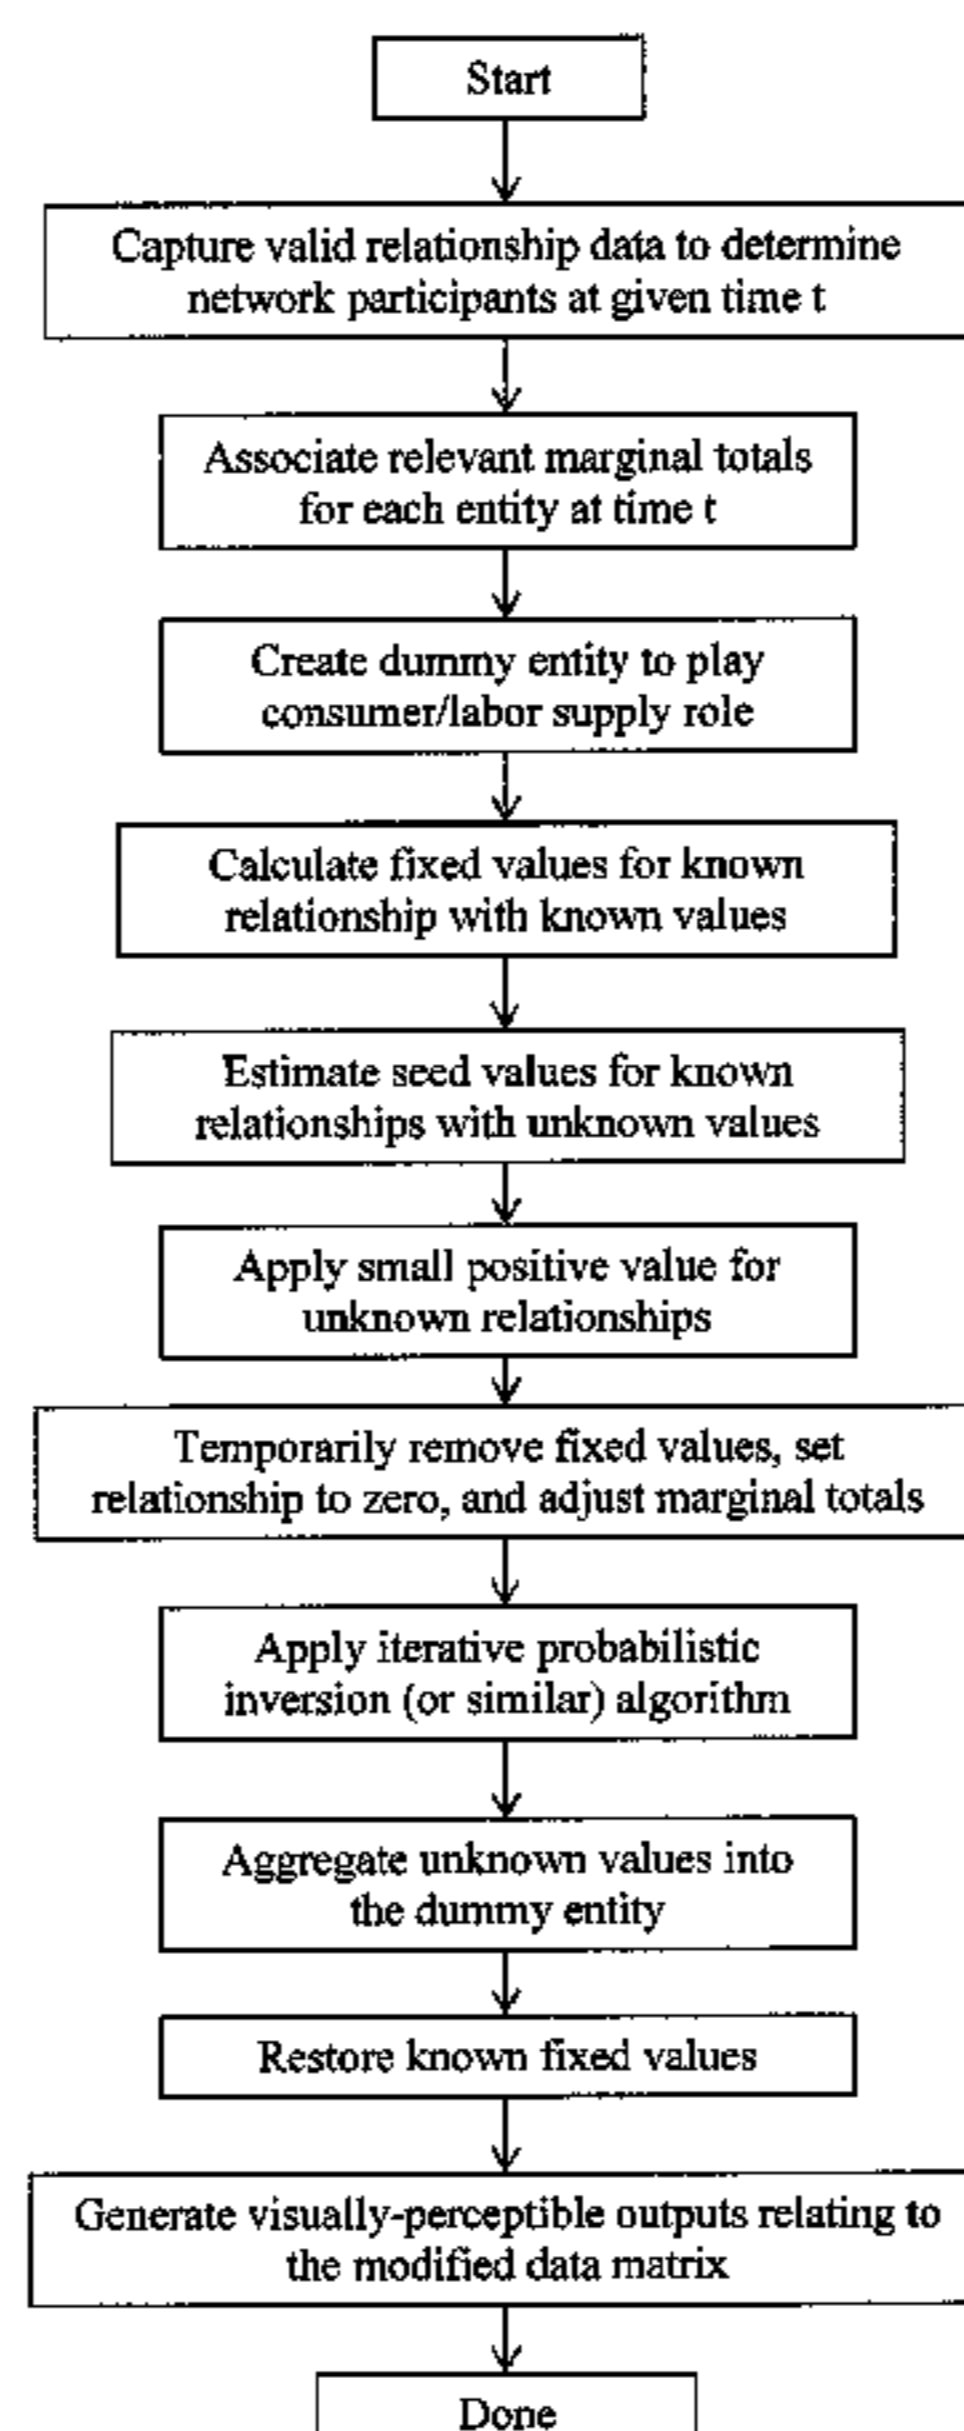 Start
Capture valid relationship data to determine
network participants at given time t
Associate relevant marginal totals
for each entity at time t
Create dummy entity to play
consumer/labor supply role
Calculate fixed values for known
relationship with known values
Estimate seed values for known
relationships with unknown values
Apply small positive value for
unknown relationships
Temporarily remove fixed values, set
relationship to zero, and adjust marginal totals
Apply iterative probabilistic
inversion (or similar) algorithm
Aggregate unknown values into
the dummy entity
Restore known fixed values
Generate visually-perceptible outputs relating to
the modified data matrix
Done